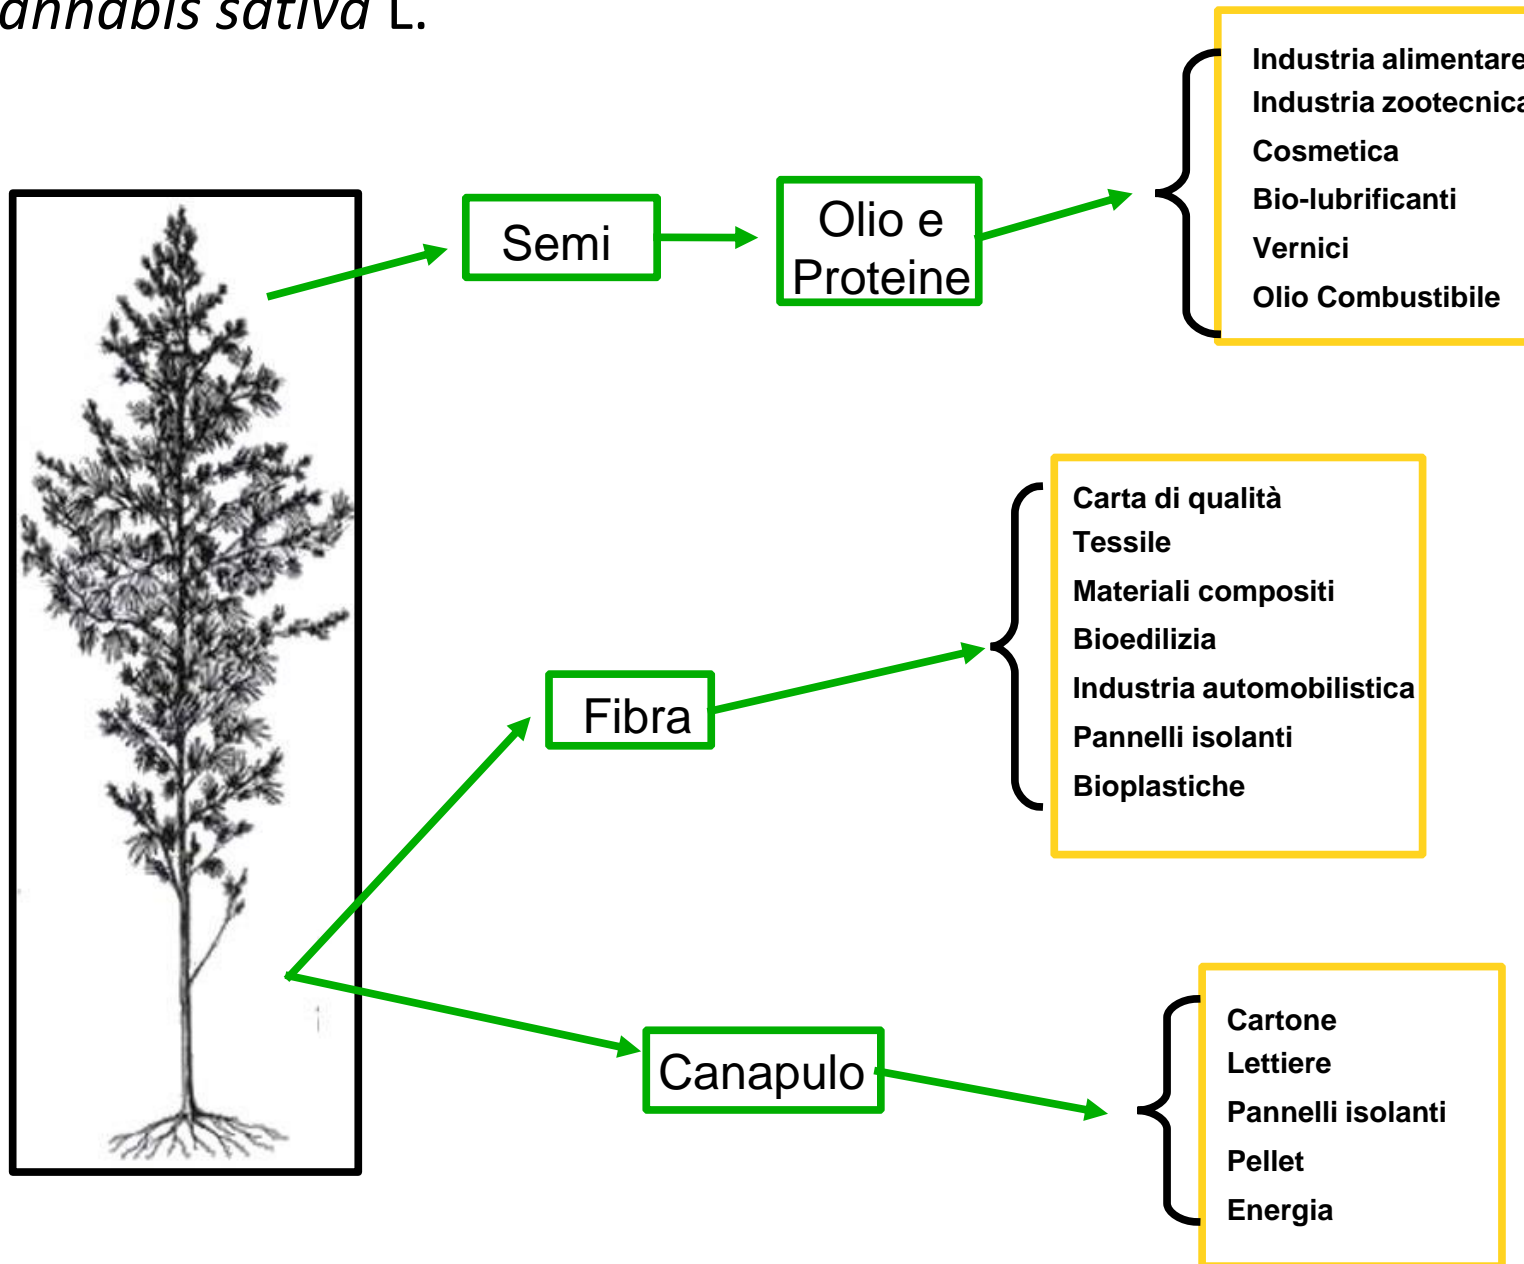 annabis sativa L.
Industria alimentare
Industria zootecnica
Cosmetica
Bio-lubrificanti
Vernici
Olio Combustibile
Semi
Olio e
Proteine
Carta di qualità
Tessile
Materiali compositi
Bioedilizia
Industria automobilistica
Pannelli isolanti
Bioplastiche
Fibra
Canapulo
Cartone
Lettiere
Pannelli isolanti
Pellet
Energia